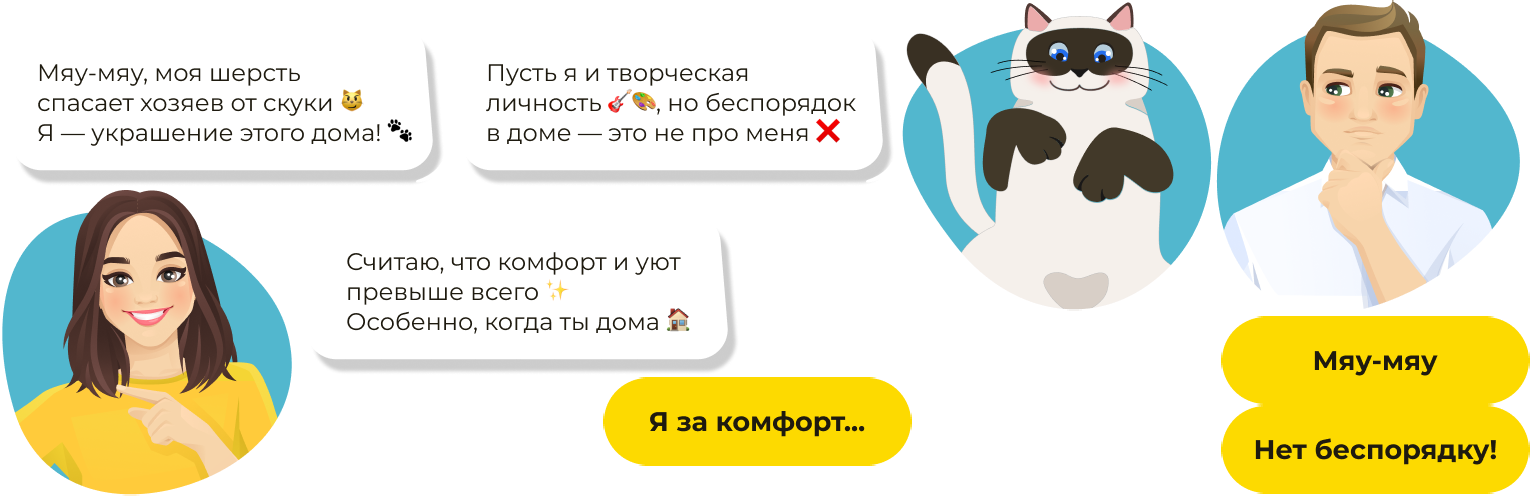 Мяу-мяу, моя шерсть
спасает хозяев от скуки 😼
Я — украшение этого дома! 🐾
Пусть я и творческая
личность 🎸🎨, но беспорядок
в доме — это не про меня ❌
Считаю, что комфорт и уют
превыше всего ✨
Особенно, когда ты дома 🏠
Я за комфорт...
Мяу-мяу
Нет беспорядку!